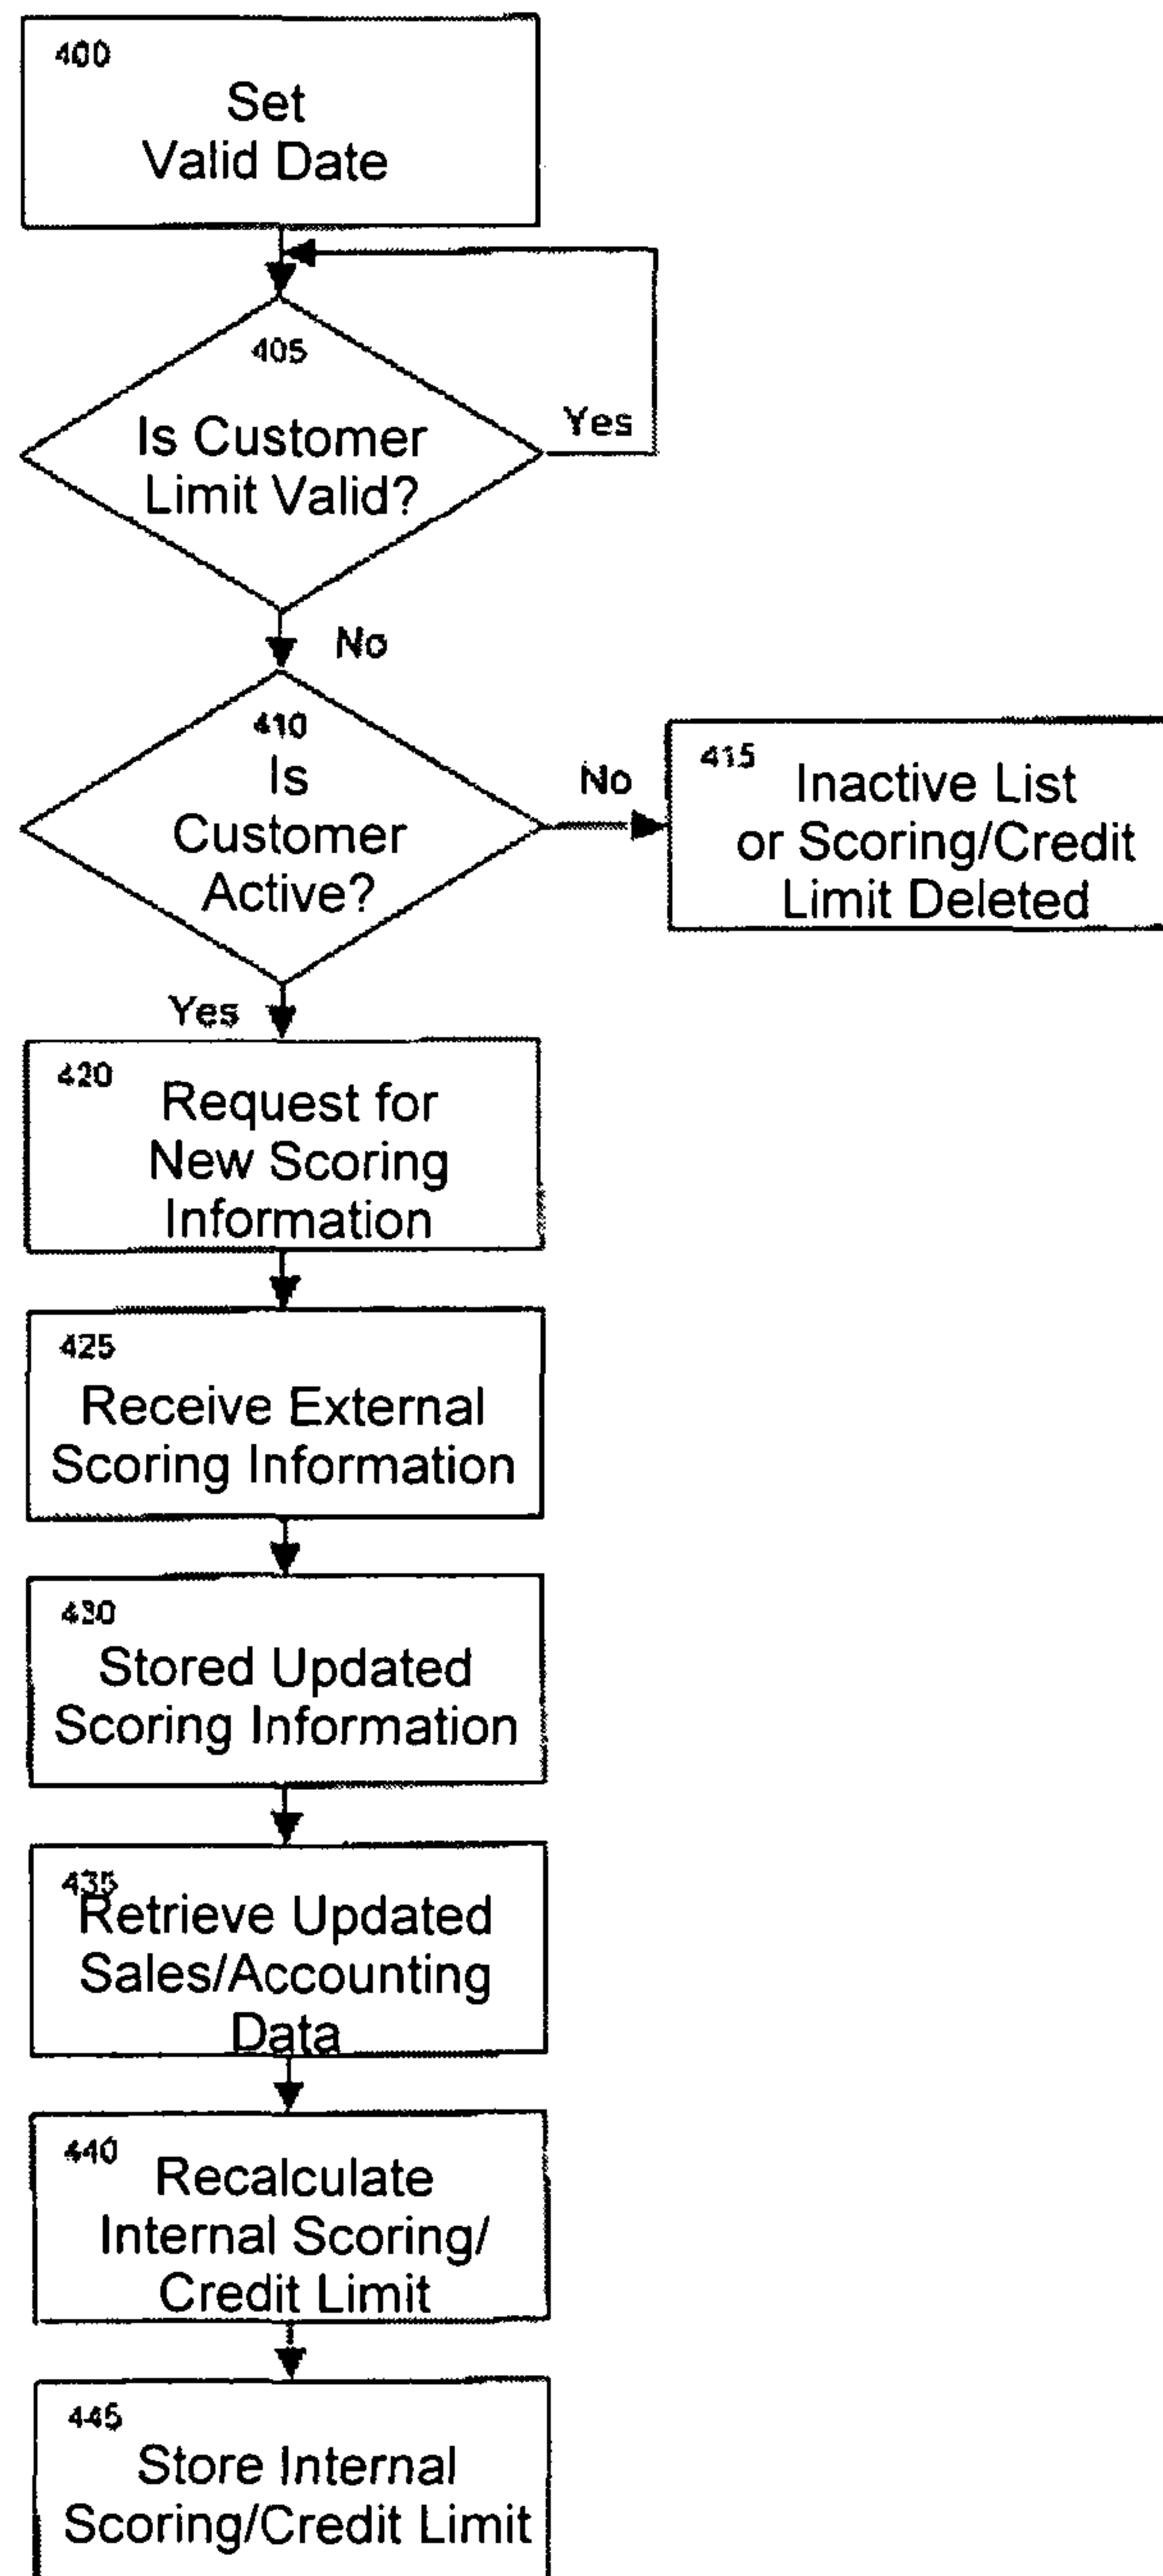 400
Set
Valid Date
405
Is Customer
Limit Valid?
Yes
No
410
Is
Customer
Active?
No
415
Inactive List
or Scoring/Credit
Limit Deleted
Yes
420
Request for
New Scoring
Information
425
Receive External
Scoring Information
430
Stored Updated
Scoring Information
435
Retrieve Updated
Sales/Accounting
Data
440
Recalculate
Internal Scoring/
Credit Limit
445
Store Internal
Scoring/Credit Limit